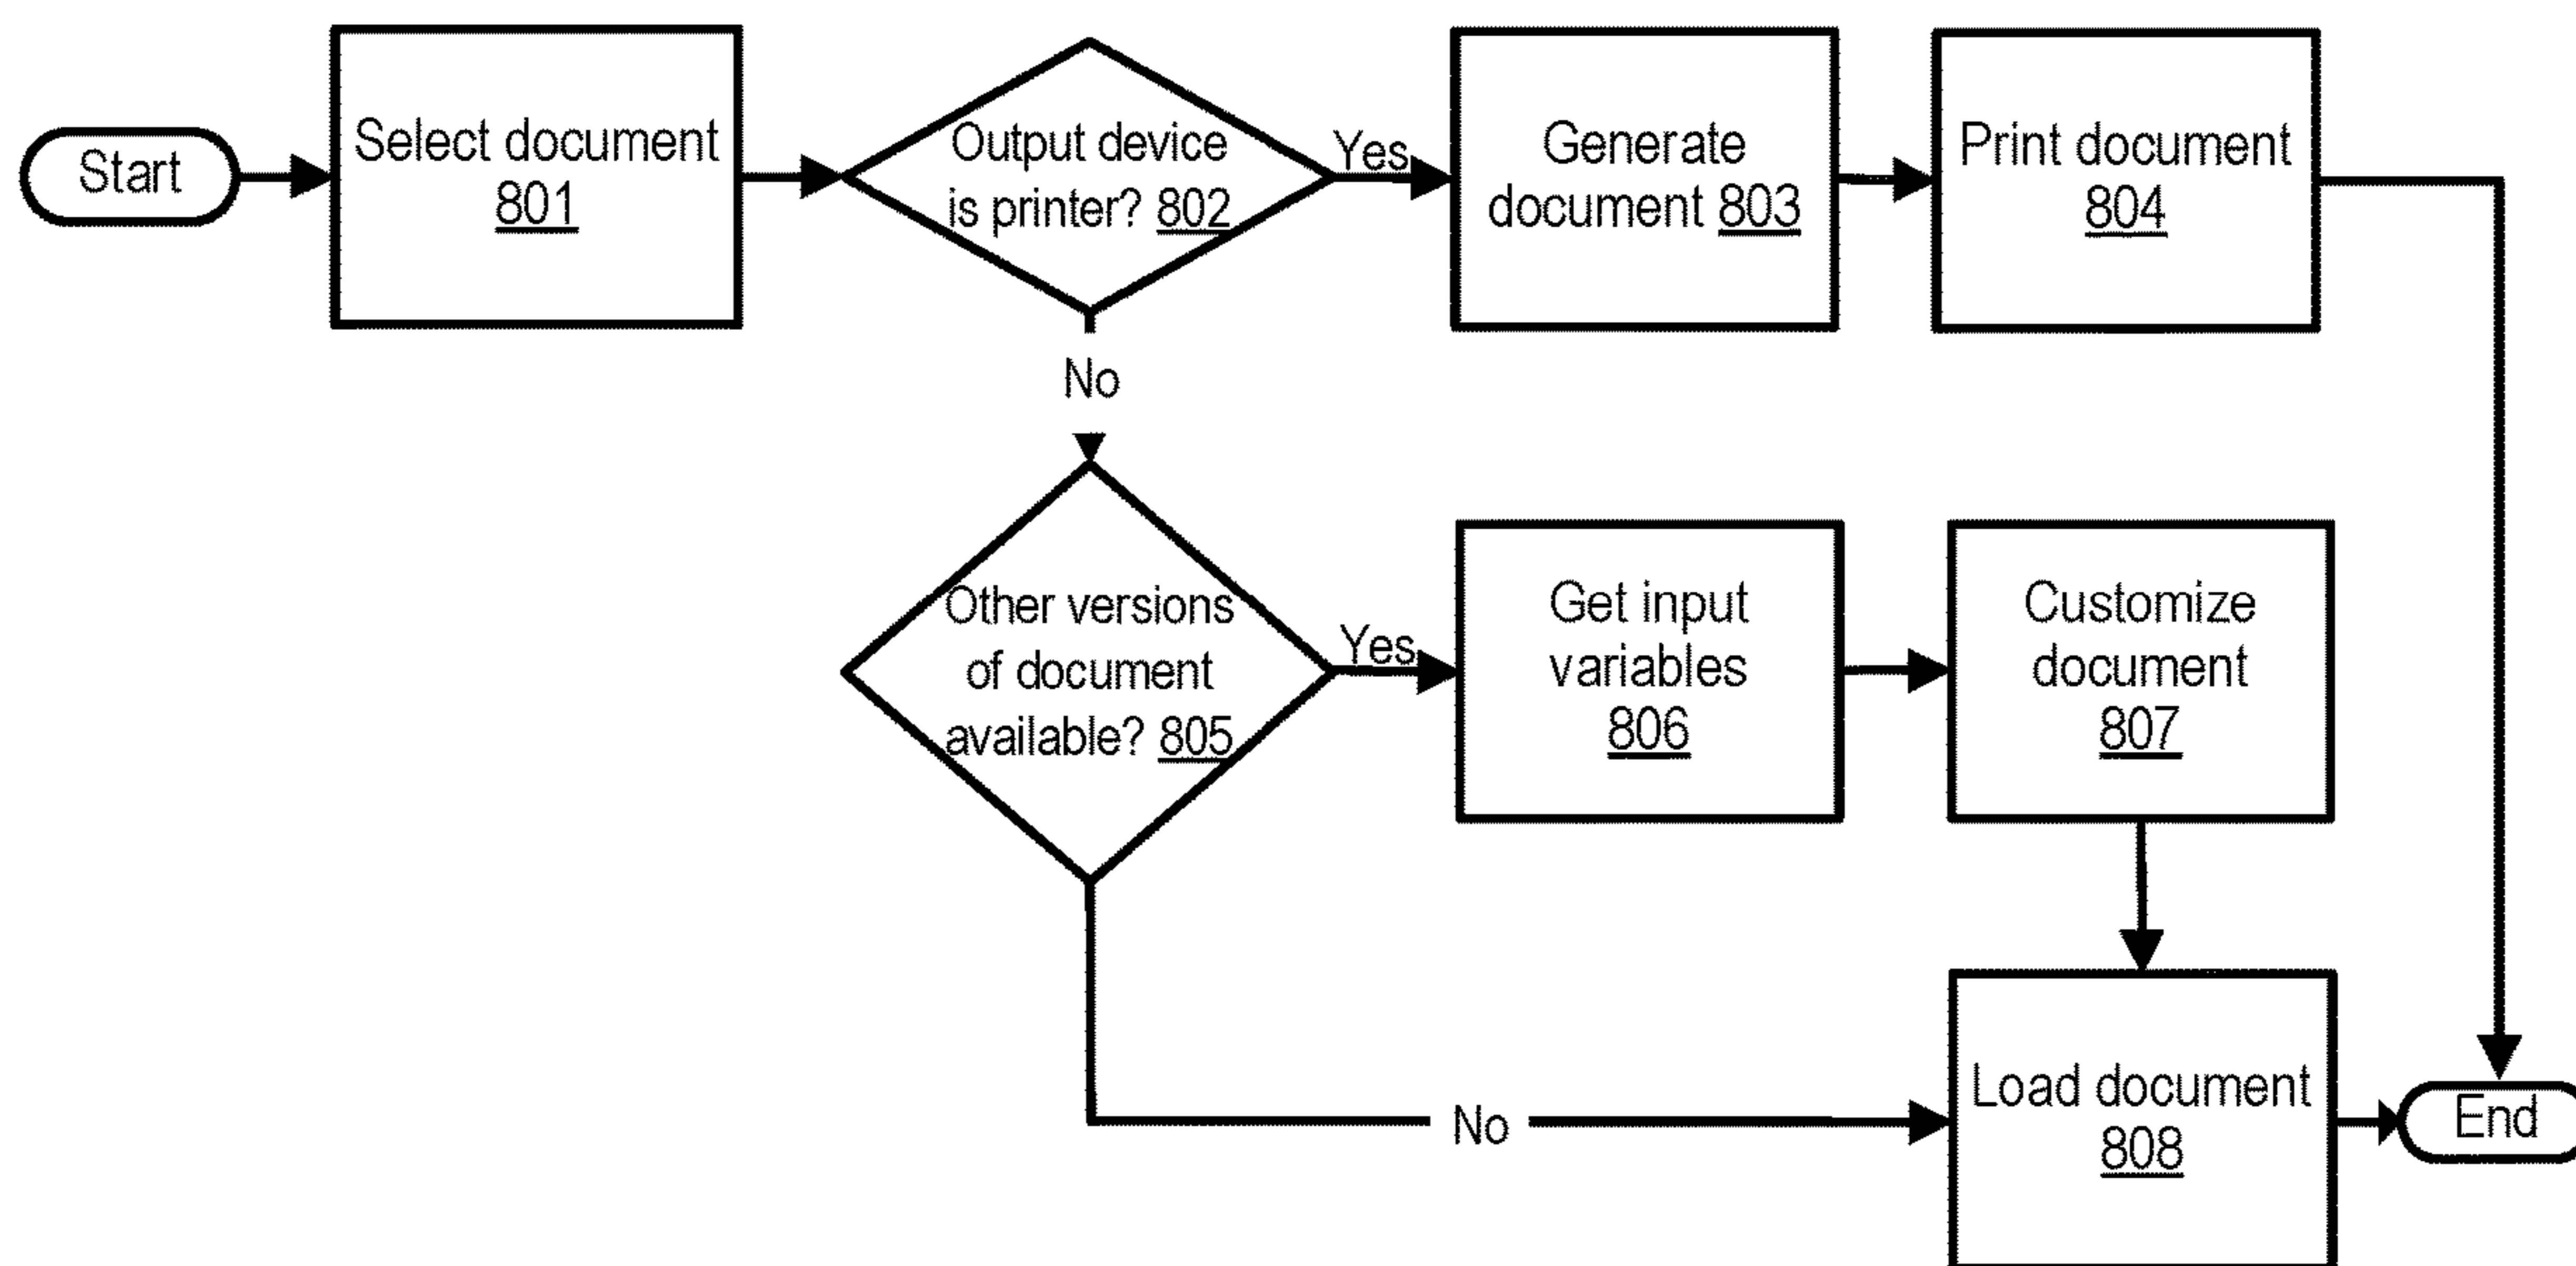 Start
Select document
801
Output device
is printer? 802
Yes
Generate
document 803
Print document
804
No
Other versions
of document
available? 805
Yes
Get input
variables
806
Customize
document
807
No
Load document
808
End